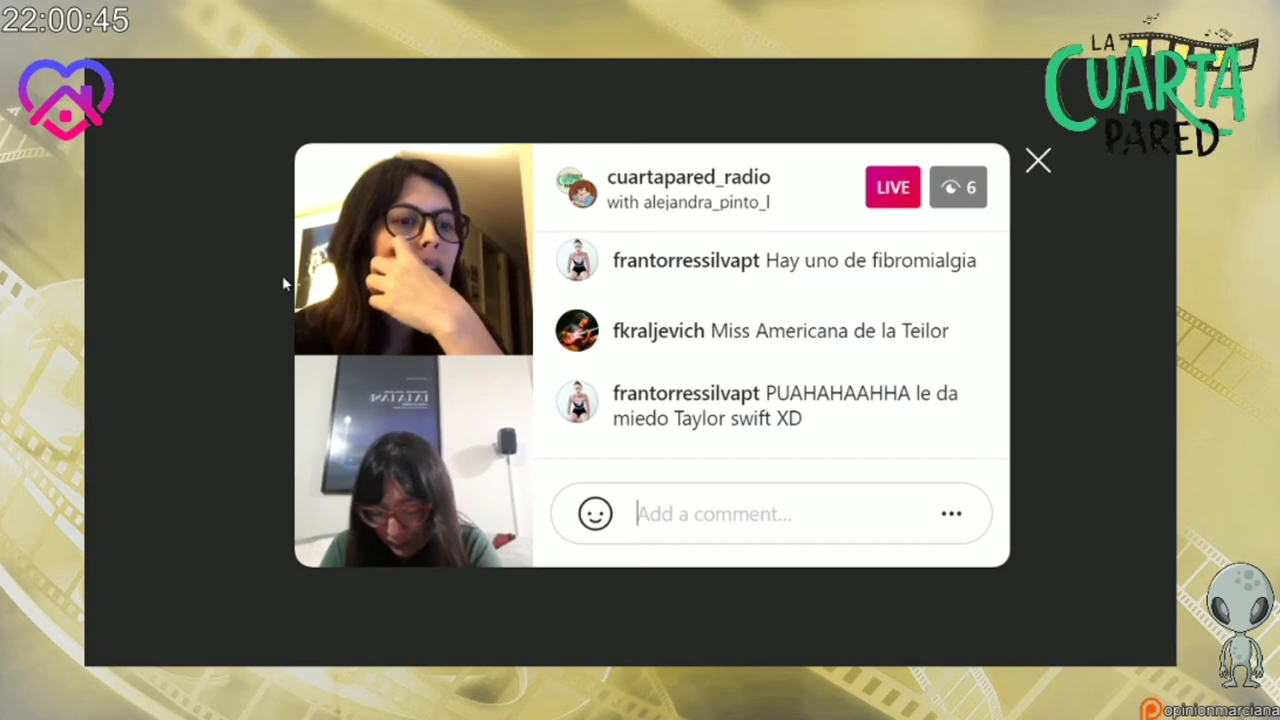 22:00:45
LA
CUARTA
PARED
cuartapared_radio
with alejandra_pinto_l
LIVE
6
frantorressilvapt Hay uno de fibromialgia
fkraljevich Miss Americana de la Teilor
frantorressilvapt PUAHAHAAHHA le da
miedo Taylor swift XD
Add a comment...
opinionmarciana